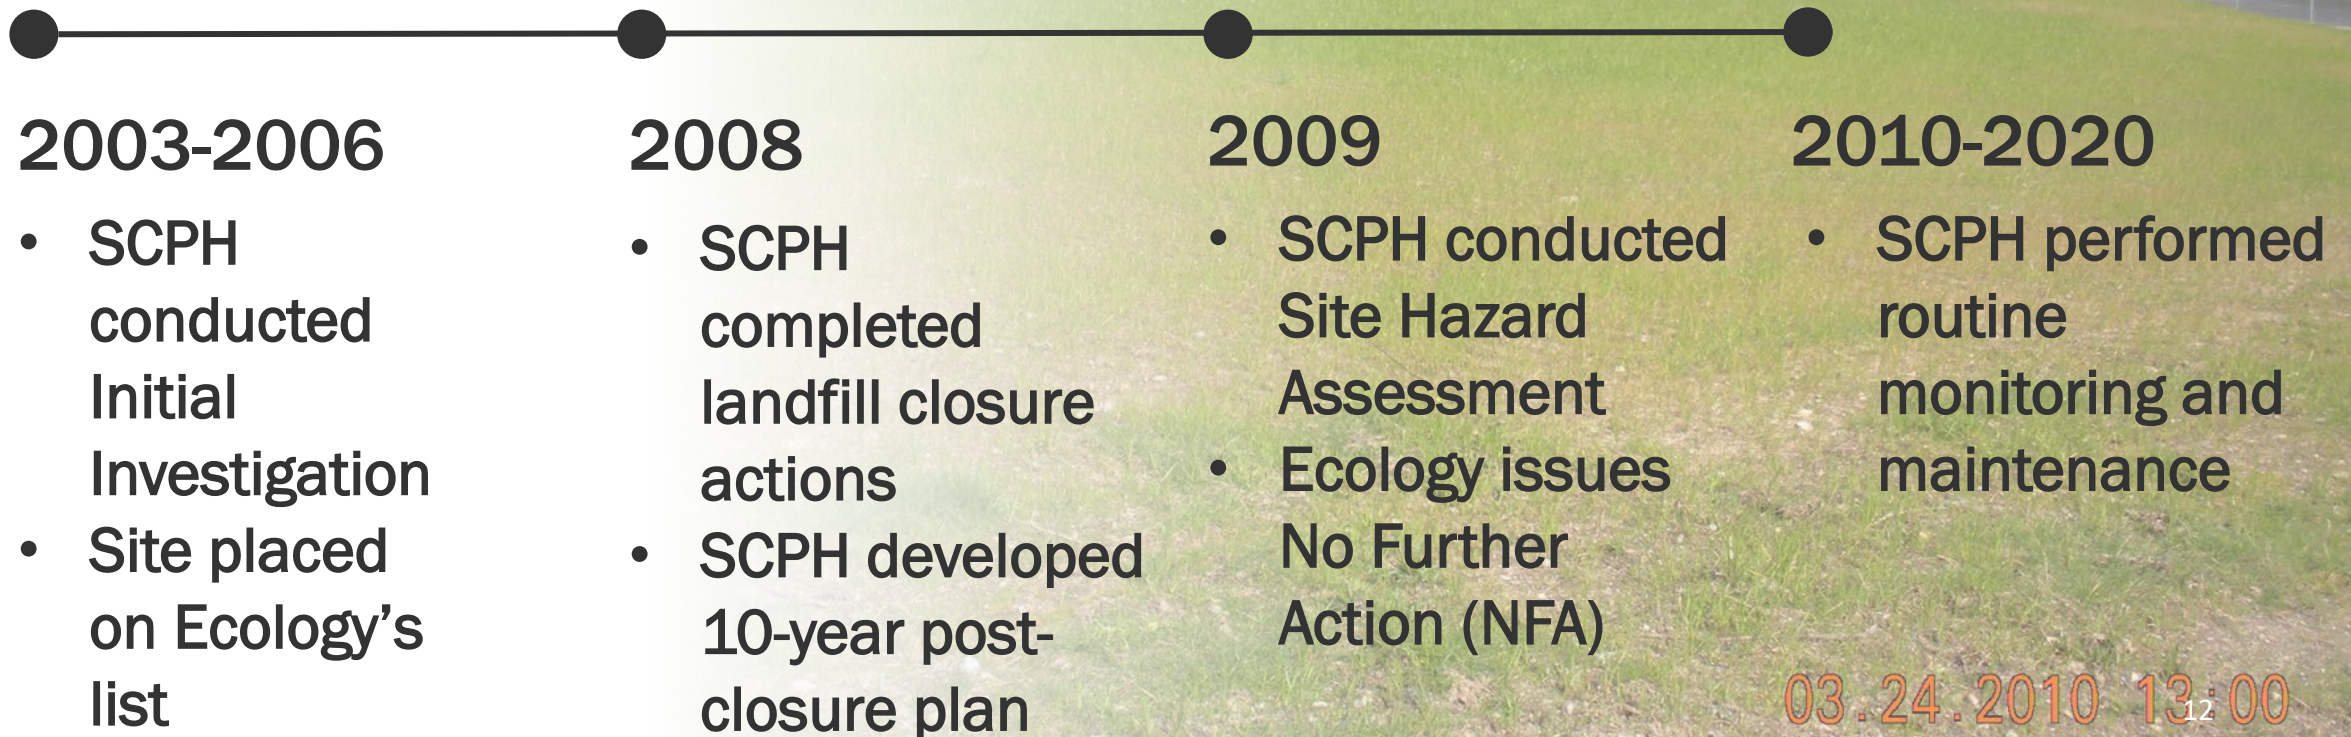 2003-2006
• SCPH
conducted
Initial
Investigation
• Site placed
on Ecology’s
list
2008
• SCPH
completed
landfill closure
actions
• SCPH developed
10-year post-
closure plan
2009
• SCPH conducted
Site Hazard
Assessment
• Ecology issues
No Further
Action (NFA)
2010-2020
• SCPH performed
routine
monitoring and
maintenance
03.24.2010 13:00
12